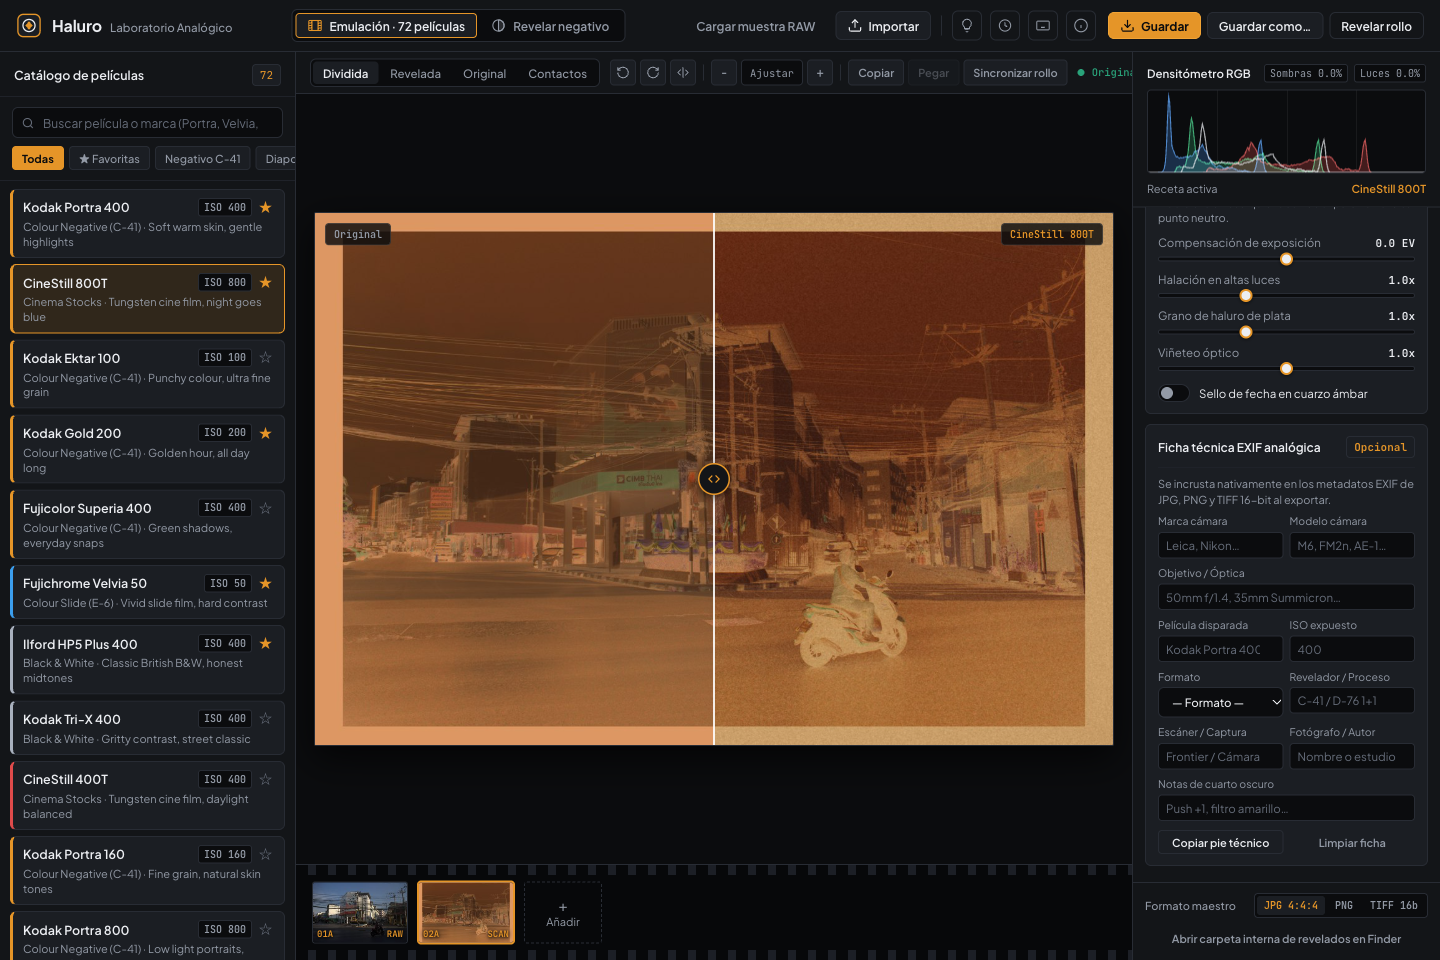 Haluro
Laboratorio Analógico
Emulación · 72 películas
Revelar negativo
Cargar muestra RAW
Importar
Guardar
Guardar como…
Revelar rollo
Catálogo de películas
72
Buscar película o marca (Portra, Velvia,
Todas
Favoritas
Negativo C-41
Diapo
Kodak Portra 400
ISO 400
Colour Negative (C-41) · Soft warm skin, gentle
highlights
CineStill 800T
ISO 800
Cinema Stocks · Tungsten cine film, night goes
blue
Kodak Ektar 100
ISO 100
Colour Negative (C-41) · Punchy colour, ultra fine
grain
Kodak Gold 200
ISO 200
Colour Negative (C-41) · Golden hour, all day
long
Fujicolor Superia 400
ISO 400
Colour Negative (C-41) · Green shadows,
everyday snaps
Fujichrome Velvia 50
ISO 50
Colour Slide (E-6) · Vivid slide film, hard contrast
Ilford HP5 Plus 400
ISO 400
Black & White · Classic British B&W, honest
midtones
Kodak Tri-X 400
ISO 400
Black & White · Gritty contrast, street classic
CineStill 400T
ISO 400
Cinema Stocks · Tungsten cine film, daylight
balanced
Kodak Portra 160
ISO 160
Colour Negative (C-41) · Fine grain, natural skin
tones
Kodak Portra 800
ISO 800
Colour Negative (C-41) · Low light portraits,
Dividida
Revelada
Original
Contactos
-
Ajustar
+
Copiar
Pegar
Sincronizar rollo
Origina
Original
CineStill 800T
CIMB THAI
01A
RAW
02A
SCAN
+
Añadir
Densitómetro RGB
Sombras 0.0%
Luces 0.0%
Receta activa
CineStill 800T
punto neutro.
Compensación de exposición
0.0 EV
Halación en altas luces
1.0x
Grano de haluro de plata
1.0x
Viñeteo óptico
1.0x
Sello de fecha en cuarzo ámbar
Ficha técnica EXIF analógica
Opcional
Se incrusta nativamente en los metadatos EXIF de
JPG, PNG y TIFF 16-bit al exportar.
Marca cámara
Modelo cámara
Leica, Nikon…
M6, FM2n, AE-1…
Objetivo / Óptica
50mm f/1.4, 35mm Summicron…
Película disparada
ISO expuesto
Kodak Portra 400
400
Formato
Revelador / Proceso
— Formato —
C-41 / D-76 1+1
Escáner / Captura
Fotógrafo / Autor
Frontier / Cámara
Nombre o estudio
Notas de cuarto oscuro
Push +1, filtro amarillo…
Copiar pie técnico
Limpiar ficha
Formato maestro
JPG 4:4:4
PNG
TIFF 16b
Abrir carpeta interna de revelados en Finder